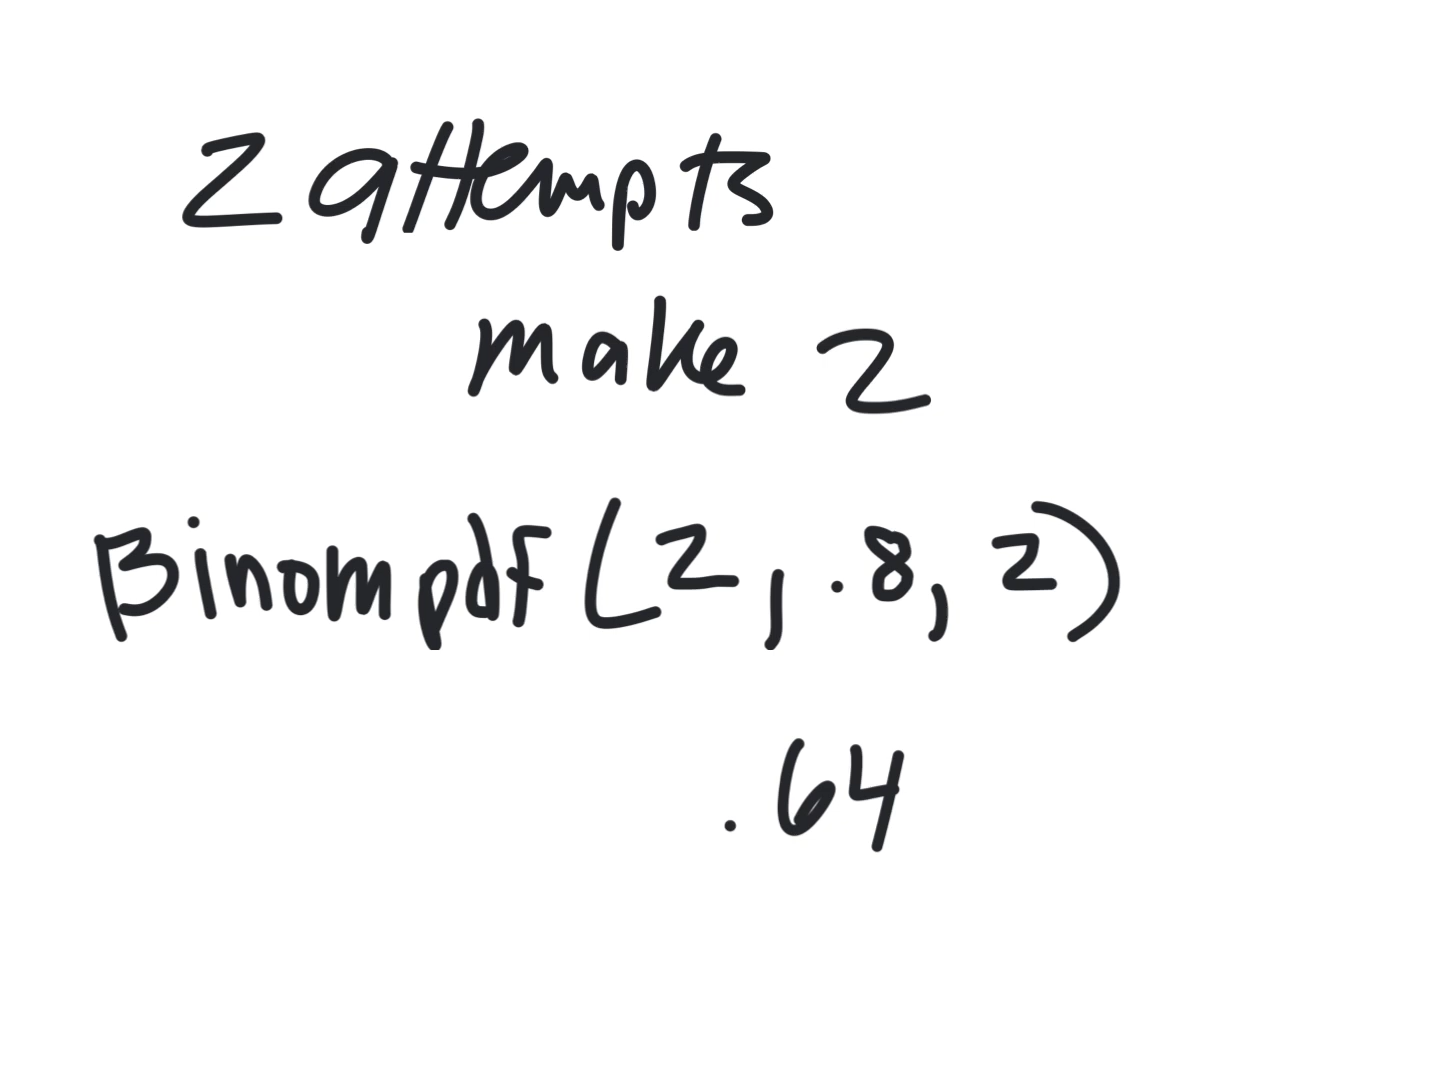 2 attempts
make 2
Binompdf (2, .8, 2)
.64